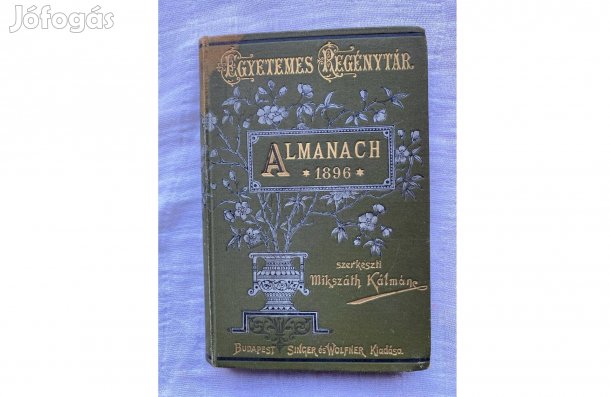 Jófogás
EGYETEMES REGÉNYTÁR.
ALMANACH
* 1896 *
szerkeszti
Mikszáth Kálmán
BUDAPEST SINGER és WOLFNER Kiadása.